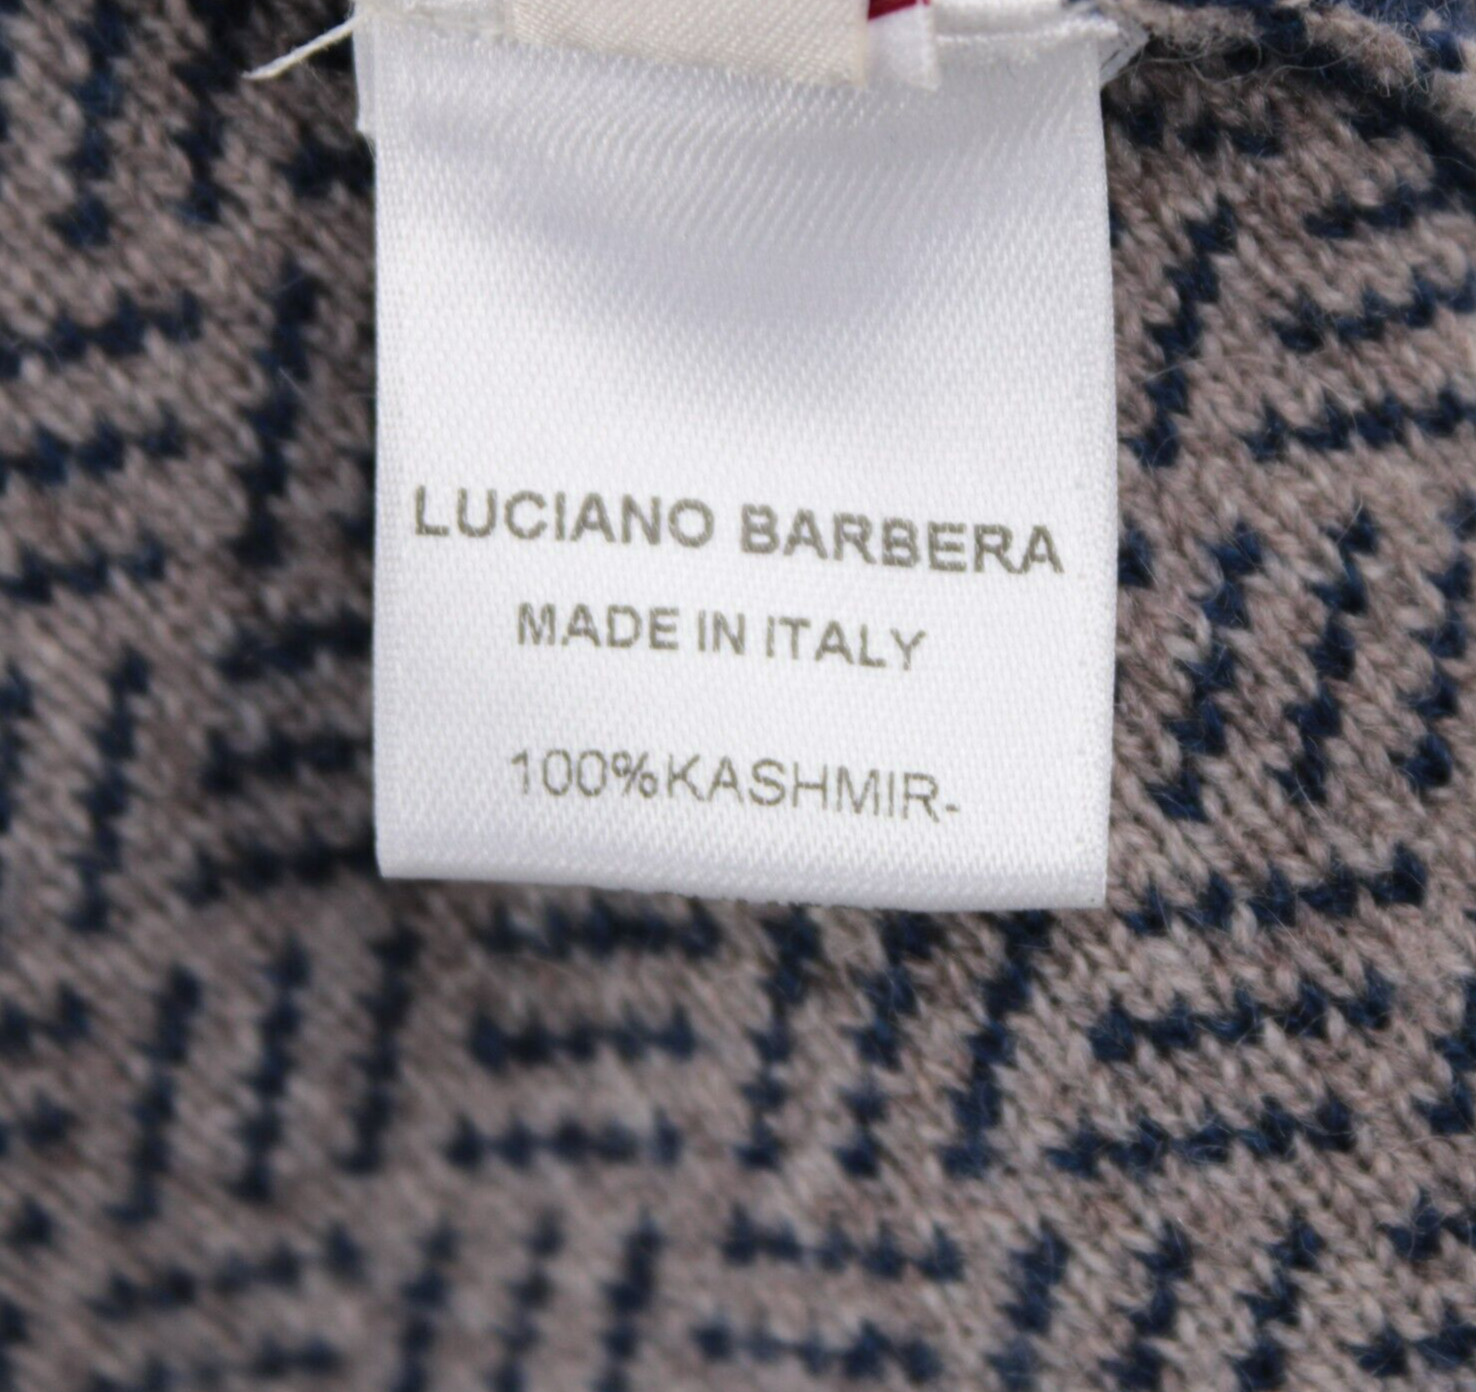 LUCIANO BARBERA
MADE IN ITALY
100%KASHMIR-